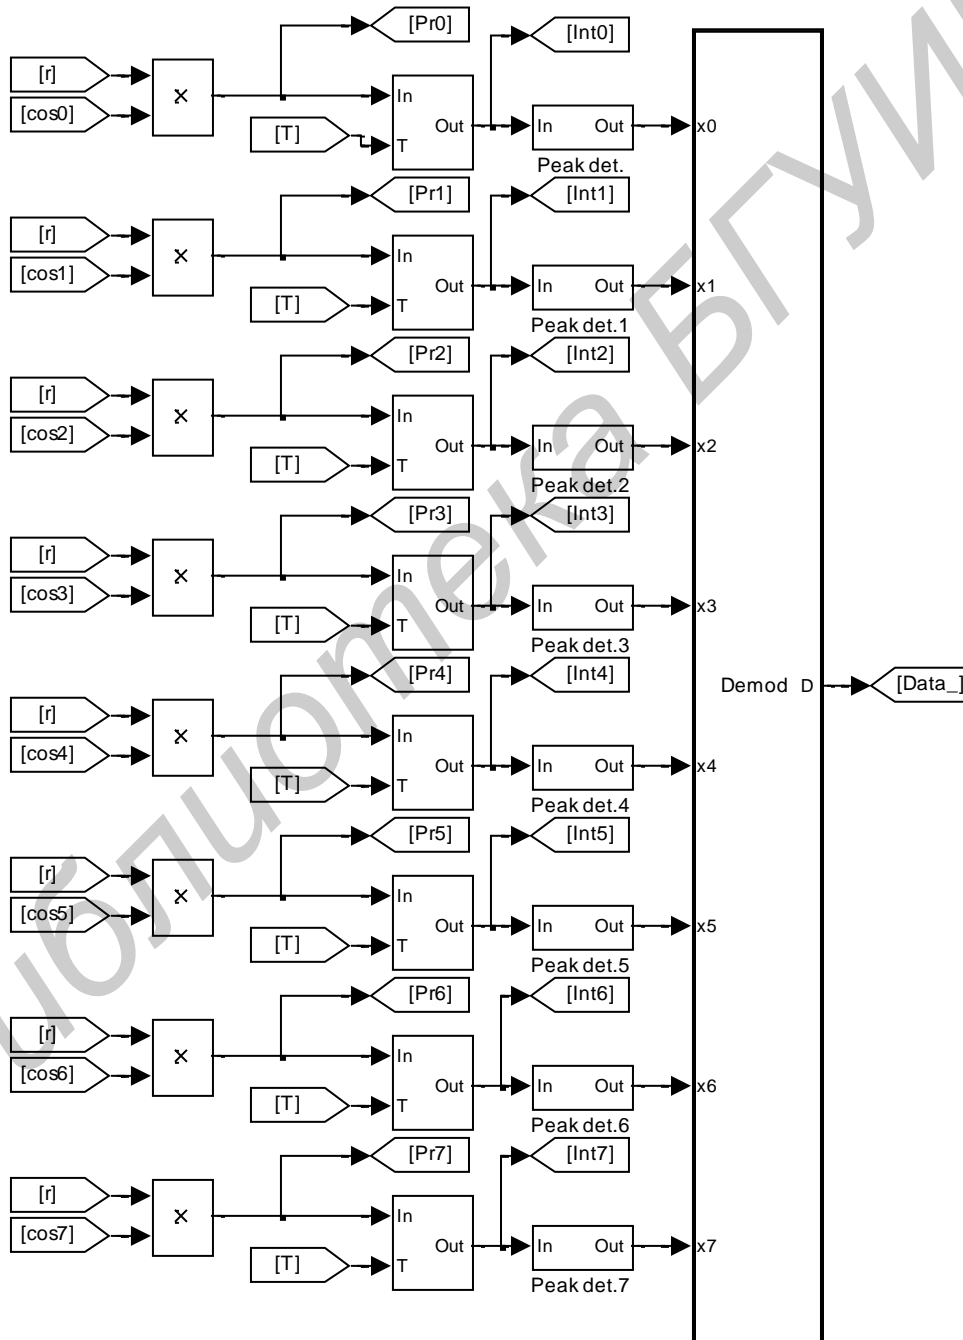 [Pr0]
[Int0]
[r]
[cos0]
×
In
[T]
T
Out
In Out
x0
Peak det.
[Pr1]
[Int1]
[r]
[cos1]
×
In
[T]
T
Out
In Out
x1
Peak det.1
[Pr2]
[Int2]
[r]
[cos2]
×
In
[T]
T
Out
In Out
x2
Peak det.2
[Pr3]
[Int3]
[r]
[cos3]
×
In
[T]
T
Out
In Out
x3
Peak det.3
[Pr4]
[Int4]
Demod D
[Data_]
[r]
[cos4]
×
In
[T]
T
Out
In Out
x4
Peak det.4
[Pr5]
[Int5]
[r]
[cos5]
×
In
[T]
T
Out
In Out
x5
Peak det.5
[Pr6]
[Int6]
[r]
[cos6]
×
In
[T]
T
Out
In Out
x6
Peak det.6
[Pr7]
[Int7]
[r]
[cos7]
×
In
[T]
T
Out
In Out
x7
Peak det.7
иблиотека БГУИ